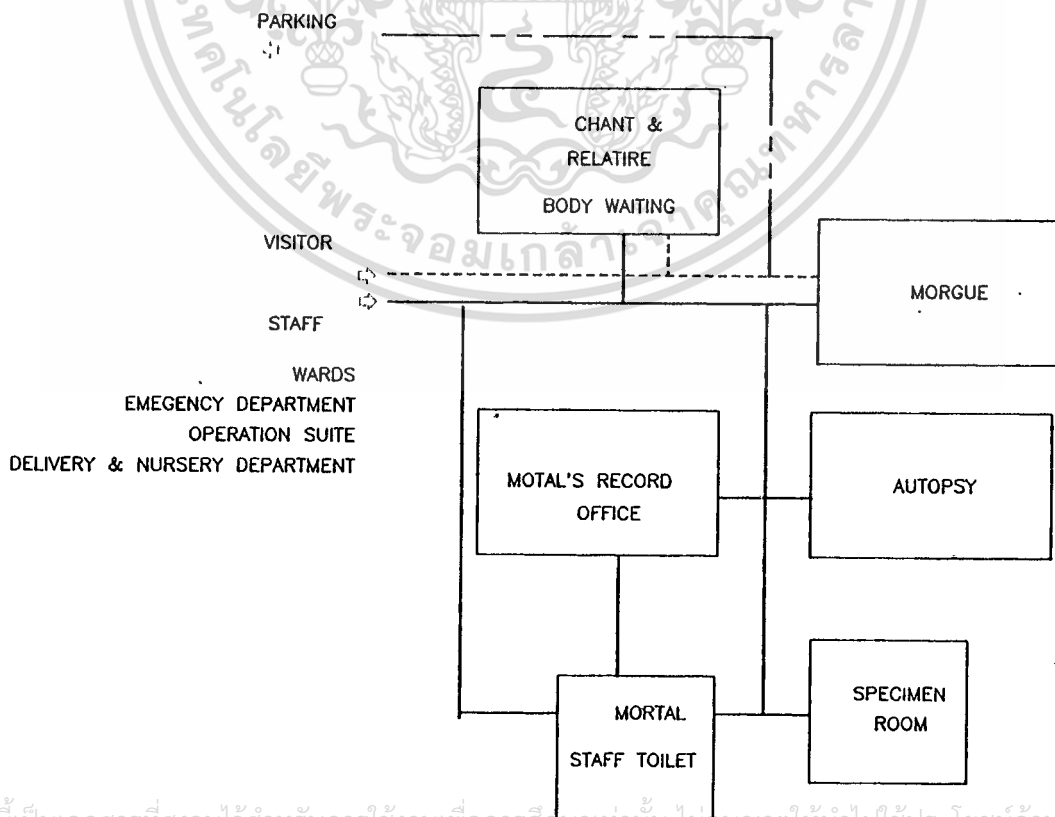 PARKING
CHANT &
RELATIRE
BODY WAITING
VISITOR
STAFF
MORGUE
WARDS
EMEGENCY DEPARTMENT
OPERATION SUITE
DELIVERY & NURSERY DEPARTMENT
MOTAL'S RECORD
OFFICE
AUTOPSY
MORTAL
STAFF TOILET
SPECIMEN
ROOM